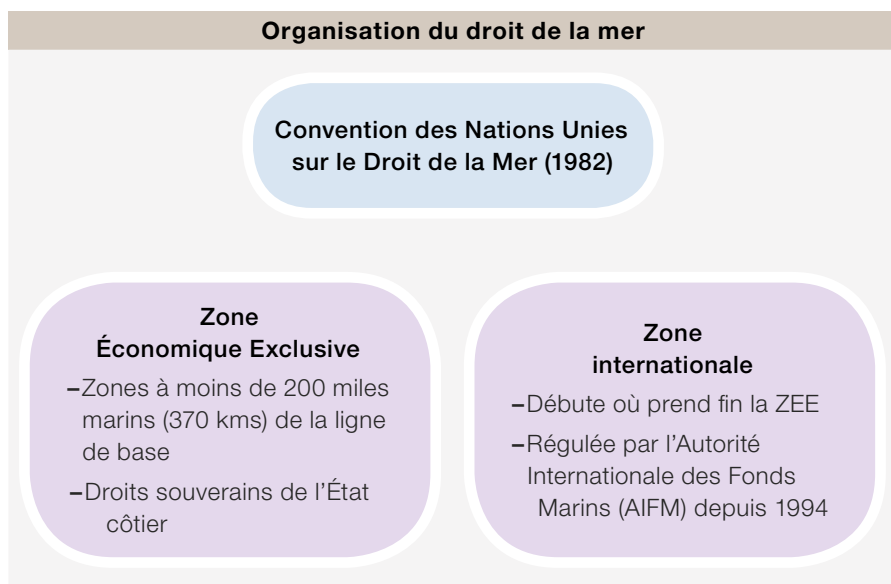 Organisation du droit de la mer
Convention des Nations Unies
sur le Droit de la Mer (1982)
Zone
Économique Exclusive
–Zones à moins de 200 miles
marins (370 kms) de la ligne
de base
–Droits souverains de l'État
côtier
Zone
internationale
–Débute où prend fin la ZEE
–Régulée par l'Autorité
Internationale des Fonds
Marins (AIFM) depuis 1994